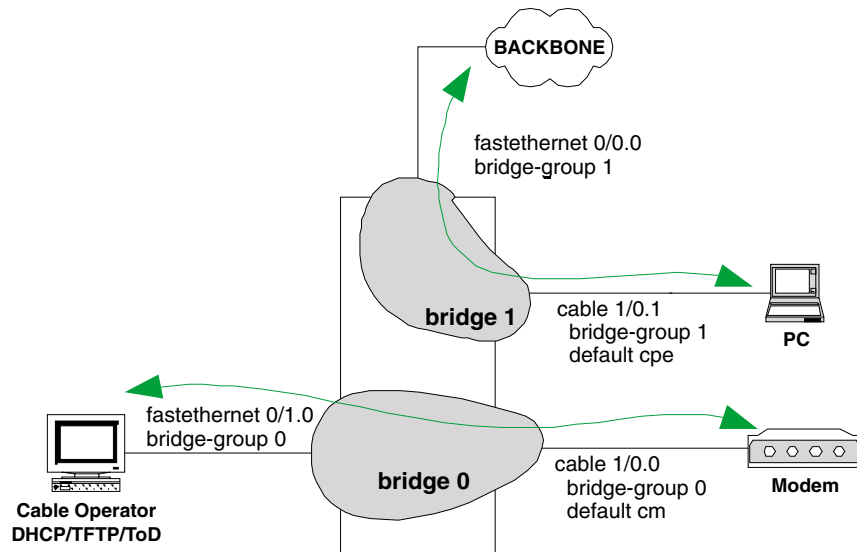 BACKBONE
fastethernet 0/0.0
bridge-group 1
bridge 1
cable 1/0.1
bridge-group 1
default cpe
PC
fastethernet 0/1.0
bridge-group 0
bridge 0
cable 1/0.0
bridge-group 0
default cm
Modem
Cable Operator
DHCP/TFTP/ToD